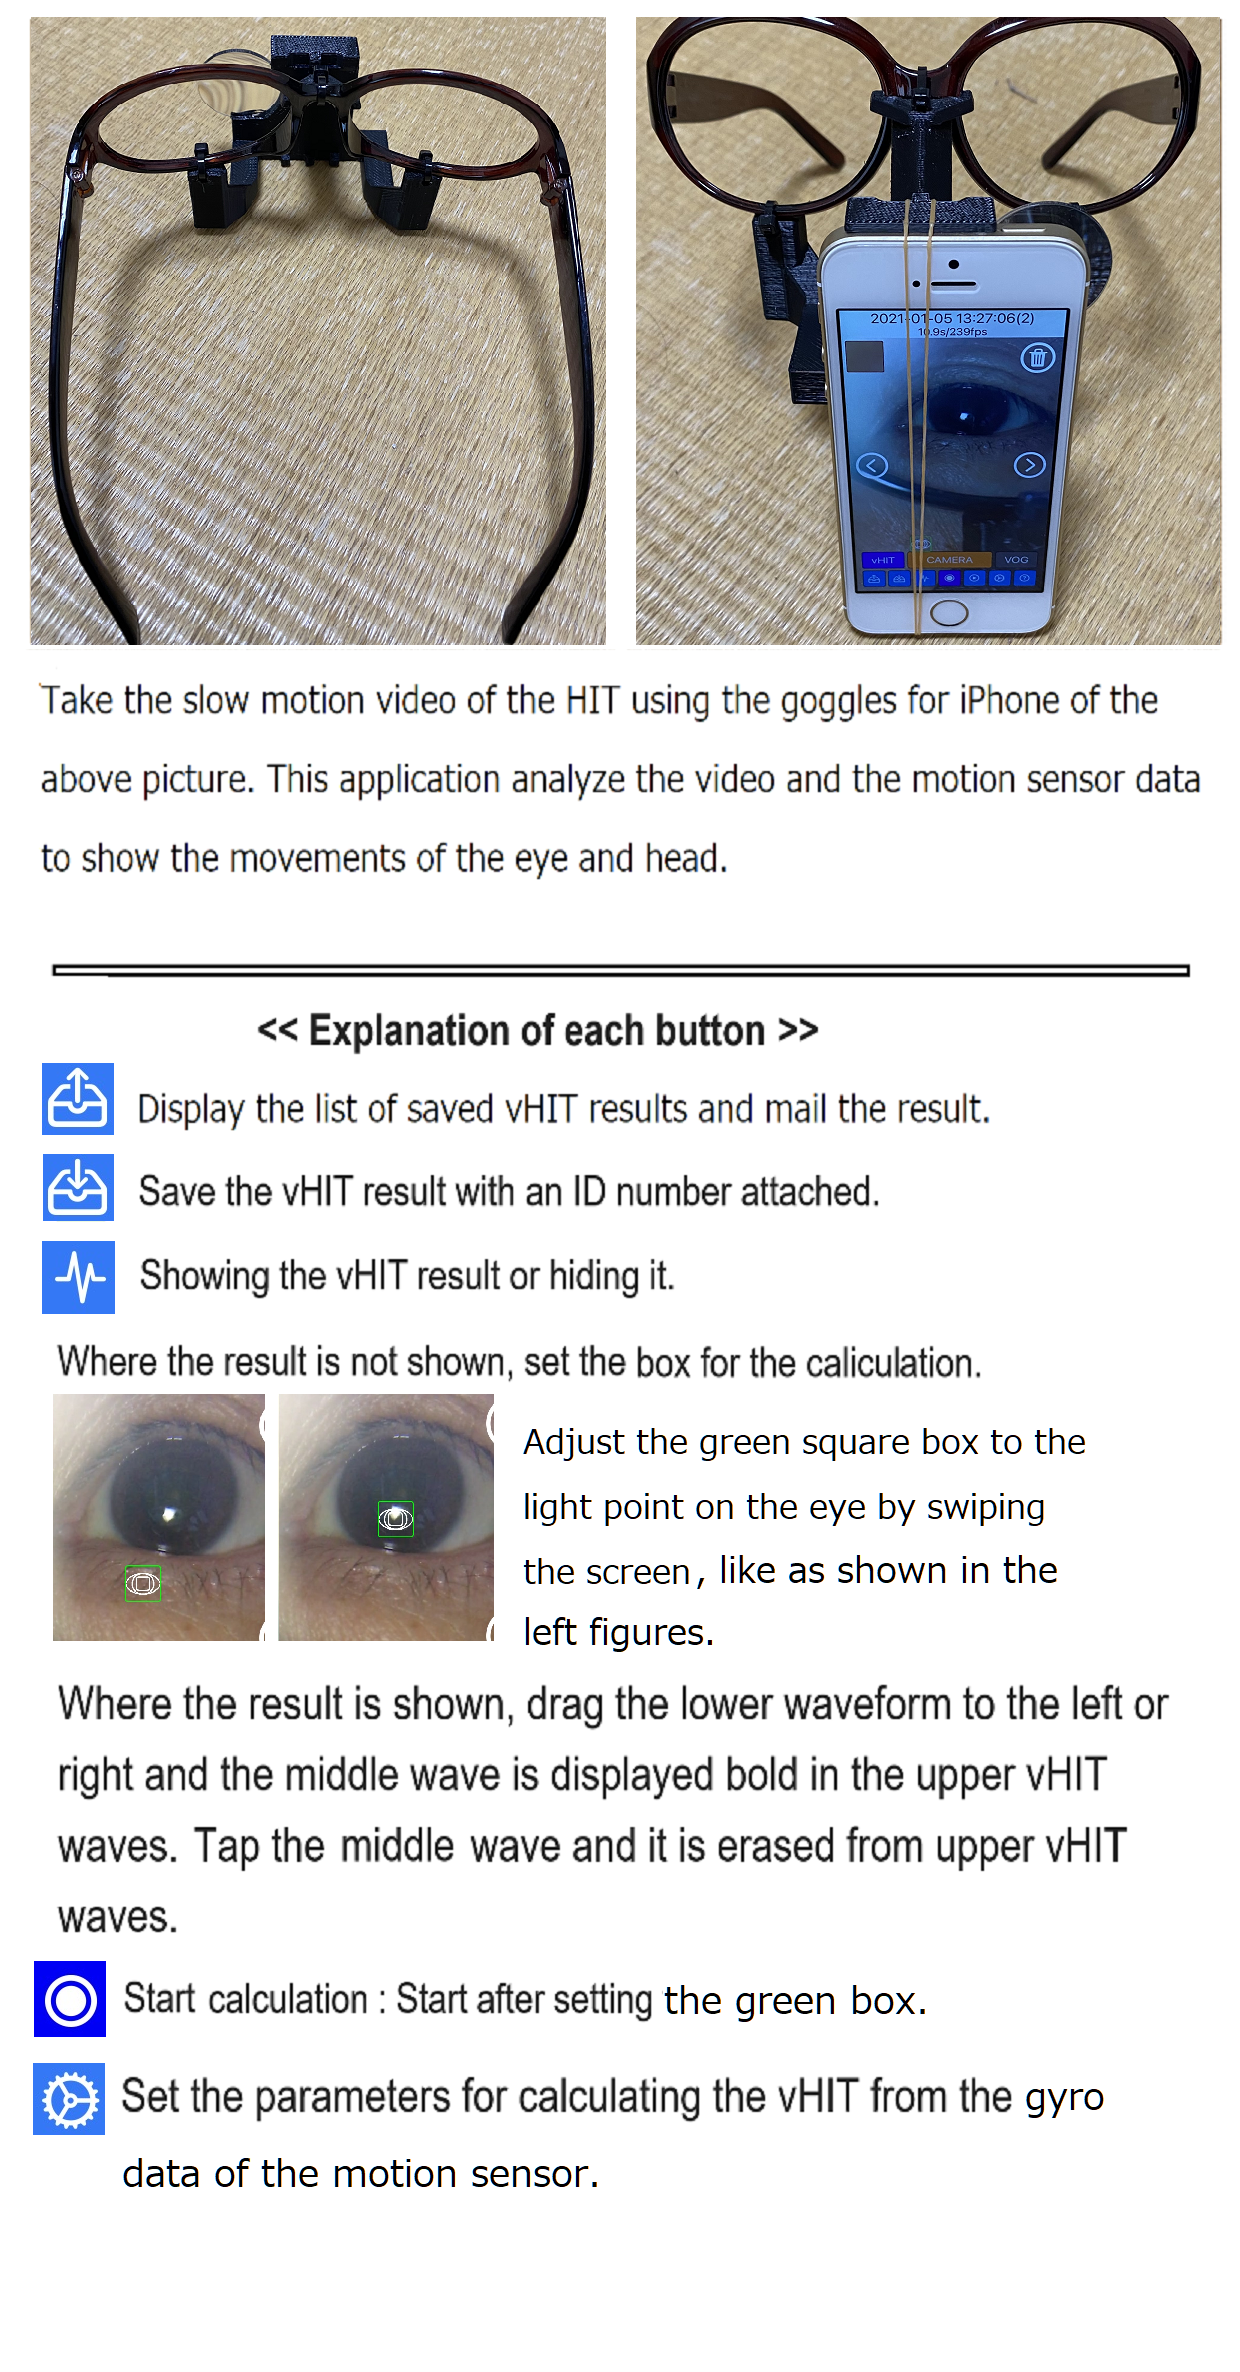 2021-01-05 13:27:06(2)
10.9s/239fps
vHIT CAMERA VOG
Take the slow motion video of the HIT using the goggles for iPhone of the
above picture. This application analyze the video and the motion sensor data
to show the movements of the eye and head.
<< Explanation of each button >>
Display the list of saved vHIT results and mail the result.
Save the vHIT result with an ID number attached.
Showing the vHIT result or hiding it.
Where the result is not shown, set the box for the caliculation.
Adjust the green square box to the
light point on the eye by swiping
the screen, like as shown in the
left figures.
Where the result is shown, drag the lower waveform to the left or
right and the middle wave is displayed bold in the upper vHIT
waves. Tap the middle wave and it is erased from upper vHIT
waves.
Start calculation : Start after setting the green box.
Set the parameters for calculating the vHIT from the gyro
data of the motion sensor.